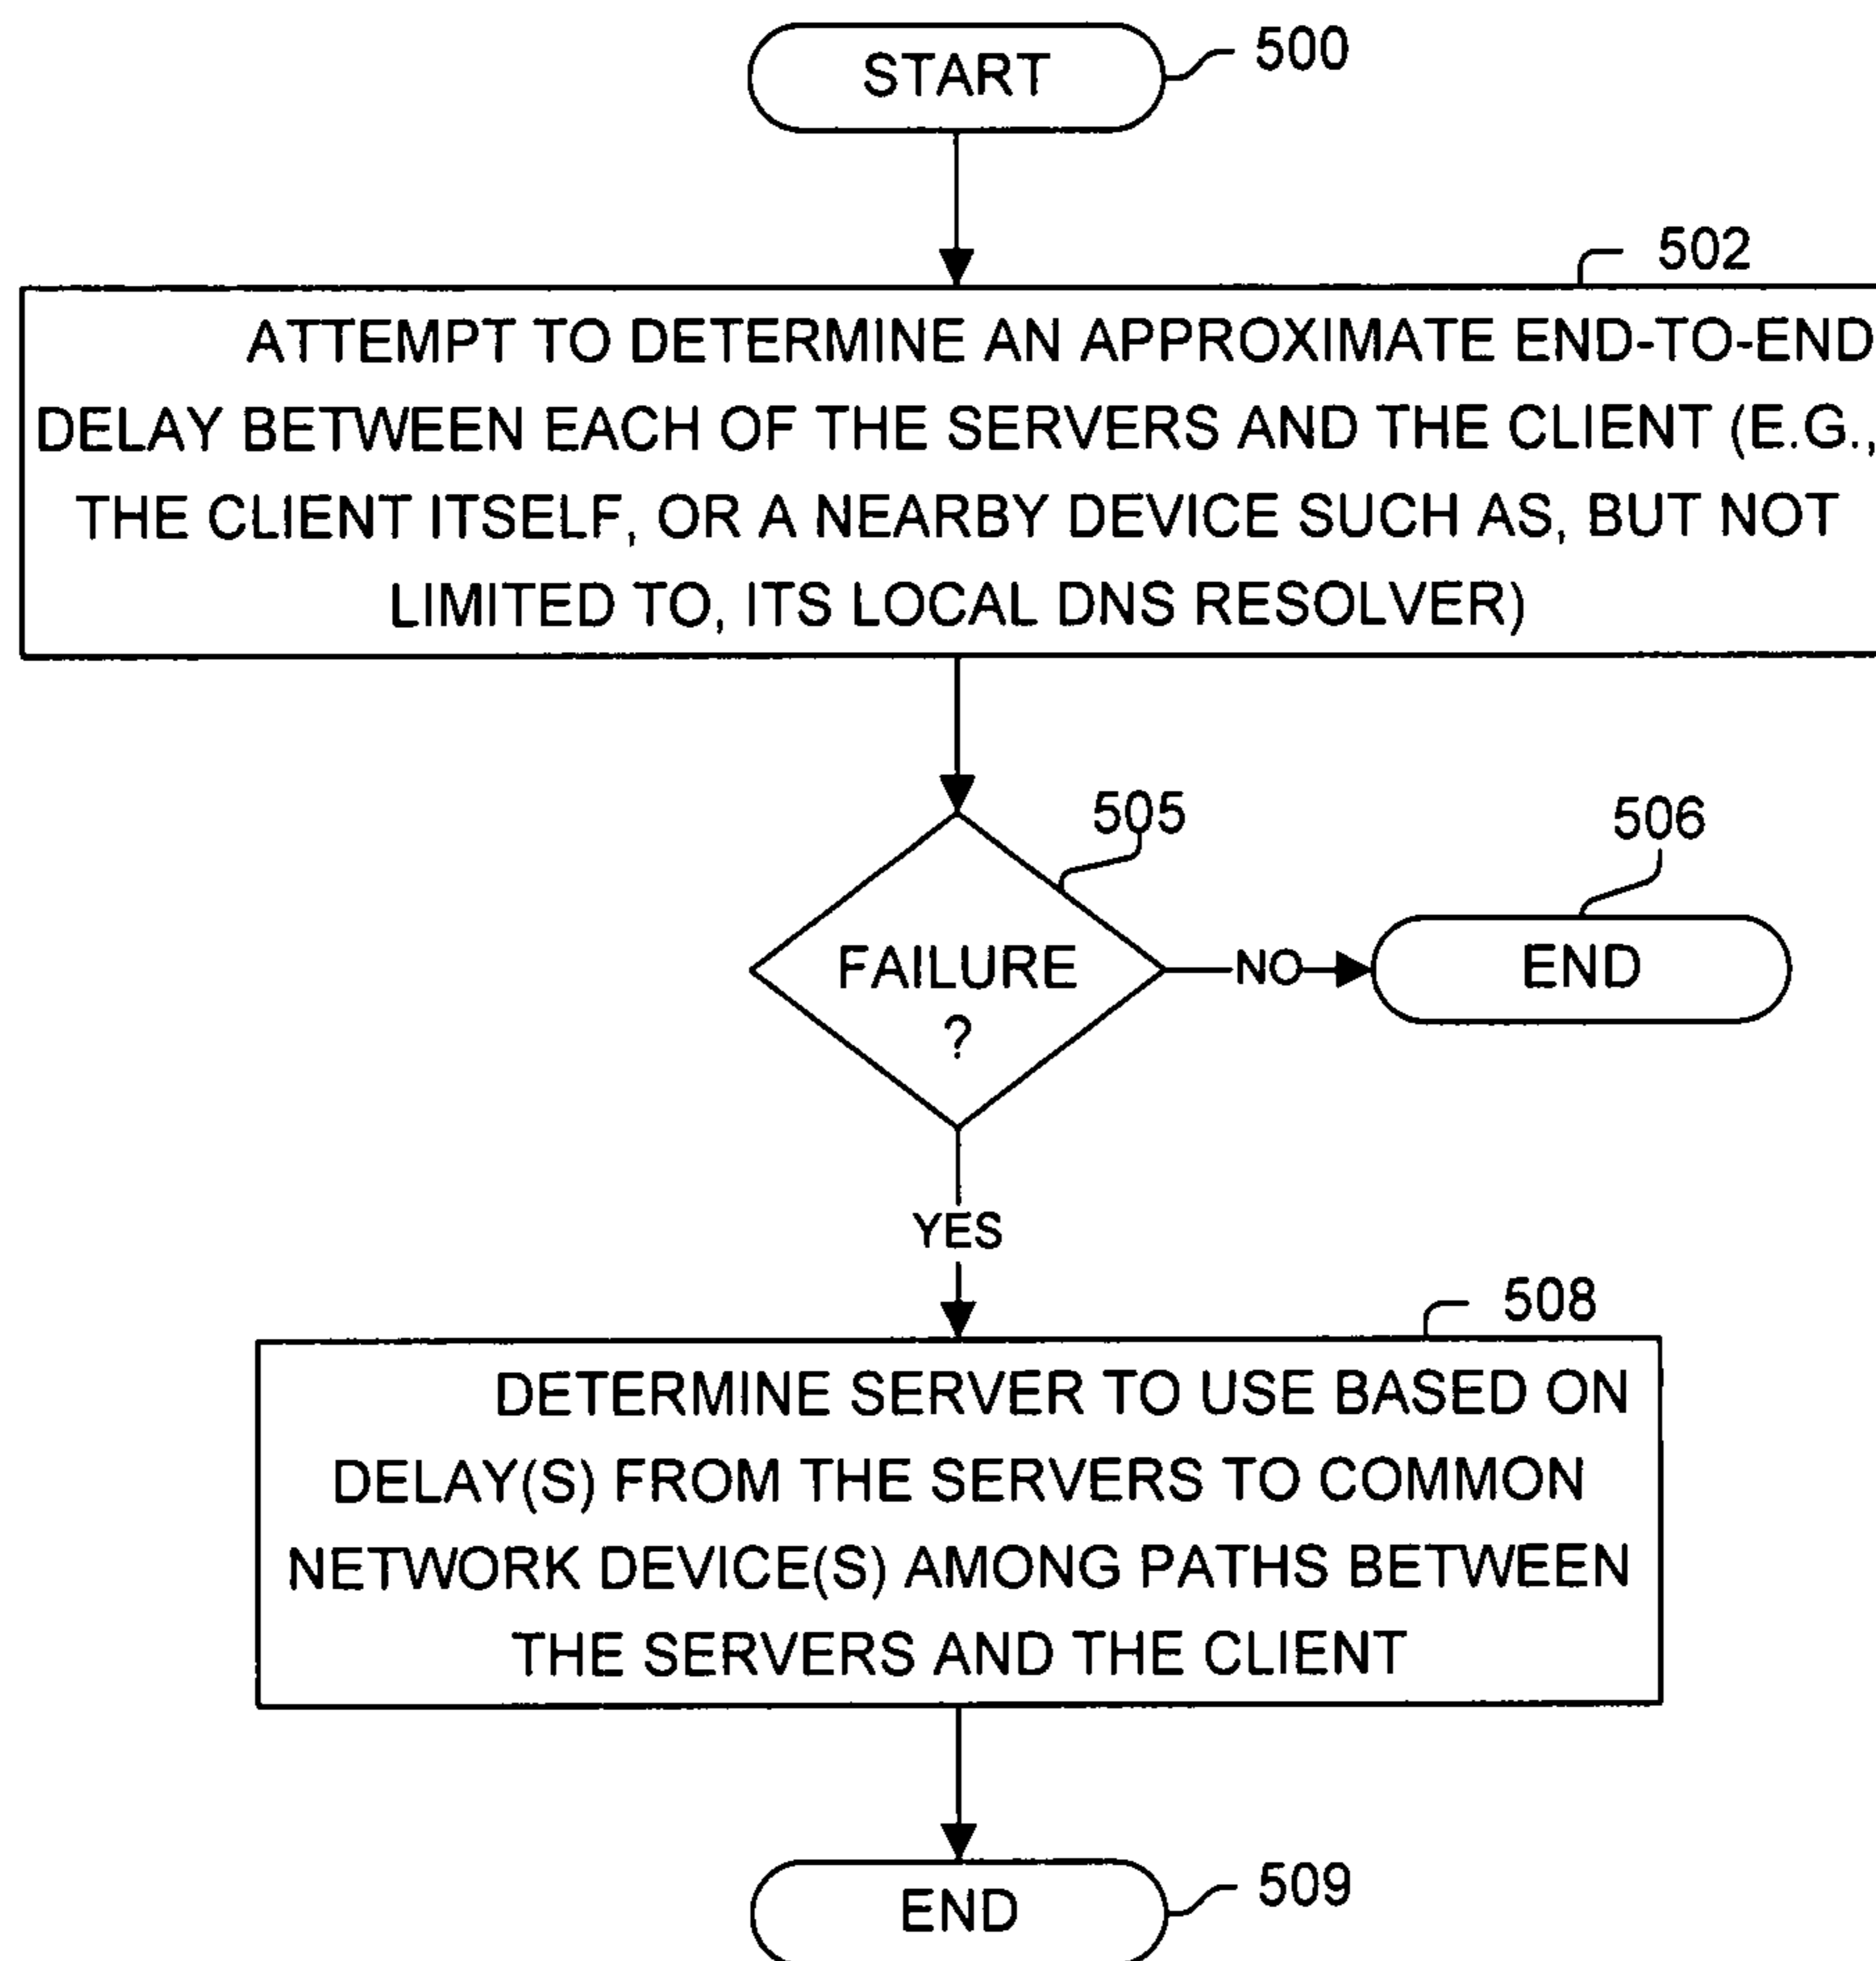 START
500
502
ATTEMPT TO DETERMINE AN APPROXIMATE END-TO-END
DELAY BETWEEN EACH OF THE SERVERS AND THE CLIENT (E.G.,
THE CLIENT ITSELF, OR A NEARBY DEVICE SUCH AS, BUT NOT
LIMITED TO, ITS LOCAL DNS RESOLVER)
505
506
FAILURE
?
NO
END
YES
508
DETERMINE SERVER TO USE BASED ON
DELAY(S) FROM THE SERVERS TO COMMON
NETWORK DEVICE(S) AMONG PATHS BETWEEN
THE SERVERS AND THE CLIENT
END
509